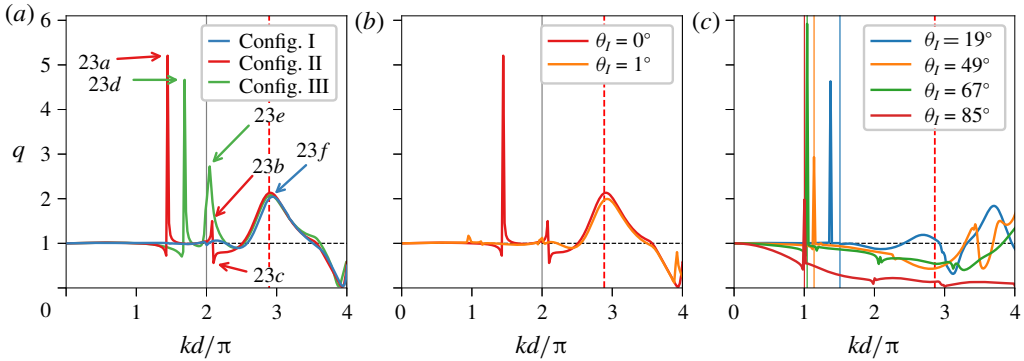 (a)
6
5
4
3
q
2
1
0
1
2
3
4
kd/π
Config. I
Config. II
Config. III
23a
23d
23e
23f
23b
23c
(b)
θI = 0°
θI = 1°
0
1
2
3
4
kd/π
(c)
θI = 19°
θI = 49°
θI = 67°
θI = 85°
0
1
2
3
4
kd/π